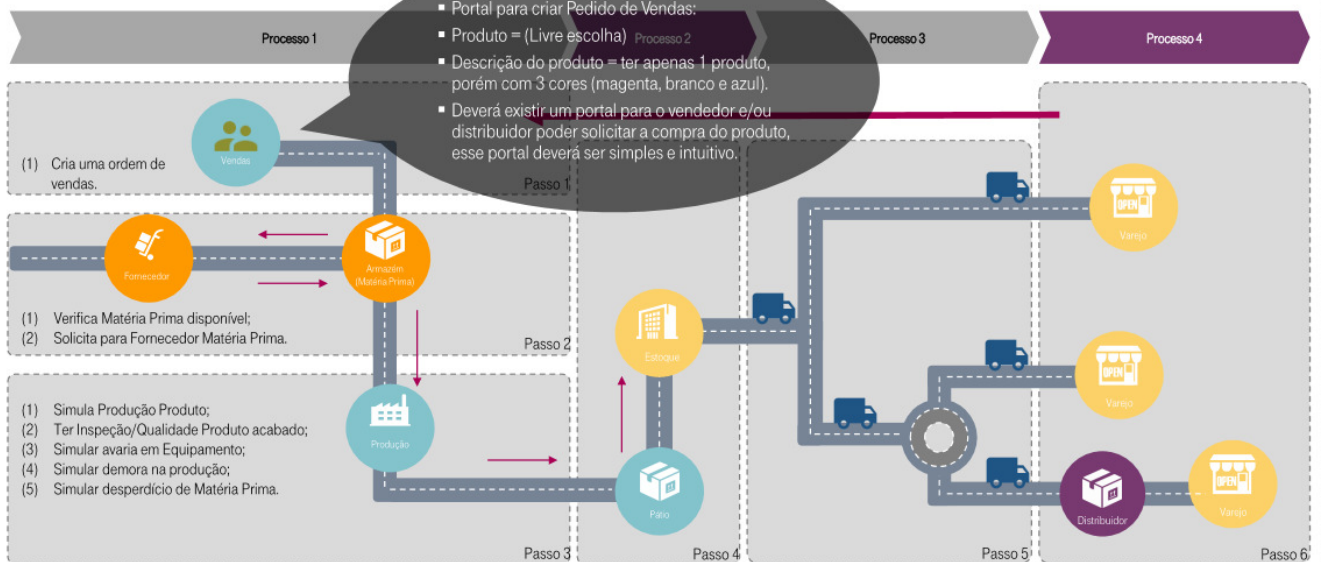 ▪ Portal para criar Pedido de Vendas:
▪ Produto = (Livre escolha)
▪ Descrição do produto = ter apenas 1 produto,
porém com 3 cores (magenta, branco e azul).
▪ Deverá existir um portal para o vendedor e/ou
distribuidor poder solicitar a compra do produto,
esse portal deverá ser simples e intuitivo.
Processo 1
Processo 2
Processo 3
Processo 4
Vendas
(1) Cria uma ordem de
vendas.
Passo 1
Fornecedor
Armazém
(Matéria Prima)
(1) Verifica Matéria Prima disponível;
(2) Solicita para Fornecedor Matéria Prima.
Passo 2
(1) Simula Produção Produto;
(2) Ter Inspeção/Qualidade Produto acabado;
(3) Simular avaria em Equipamento;
(4) Simular demora na produção;
(5) Simular desperdício de Matéria Prima.
Produção
Passo 3
Estoque
Pátio
Passo 4
Passo 5
OPEN
Varejo
OPEN
Varejo
Distribuidor
OPEN
Varejo
Passo 6